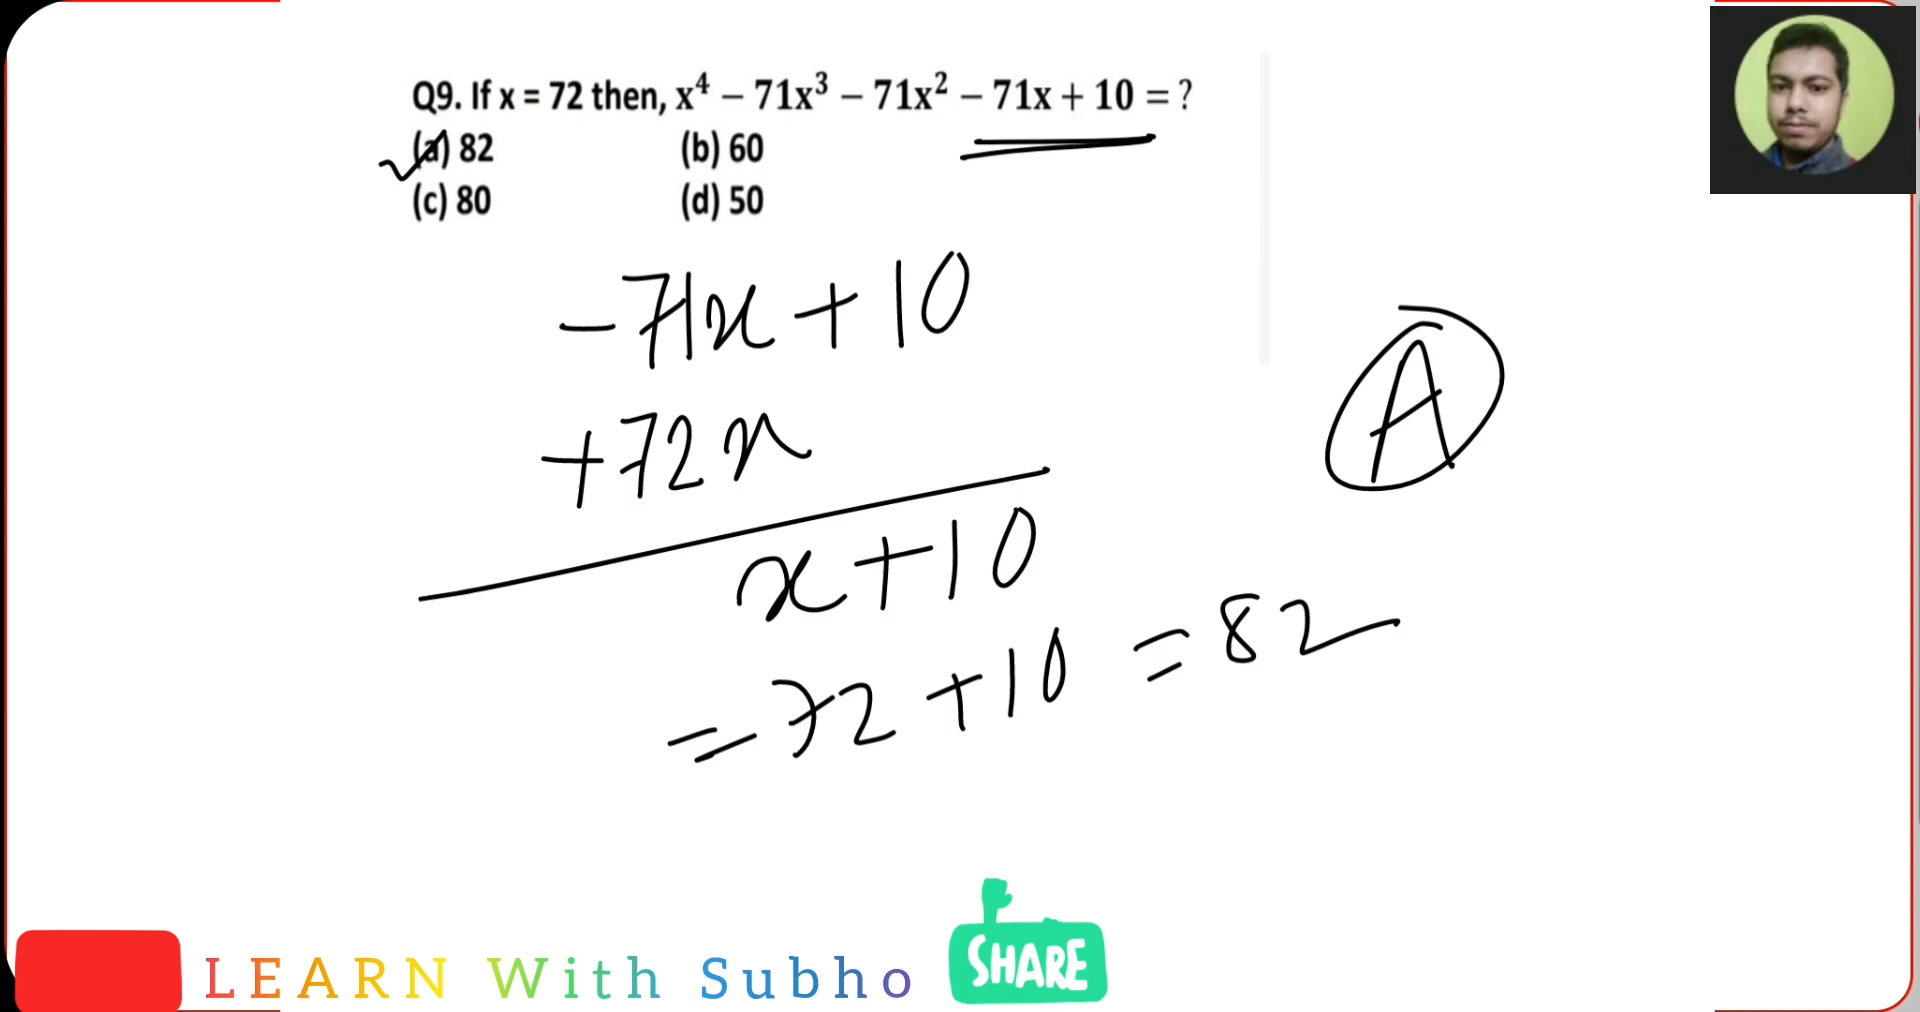 Q9. If x = 72 then, x⁴ – 71x³ – 71x² – 71x + 10 = ?
(a) 82 (b) 60
(c) 80 (d) 50
-71x + 10
+72x
x + 10
= 72 + 10 = 82
A
LEARN With Subho
SHARE